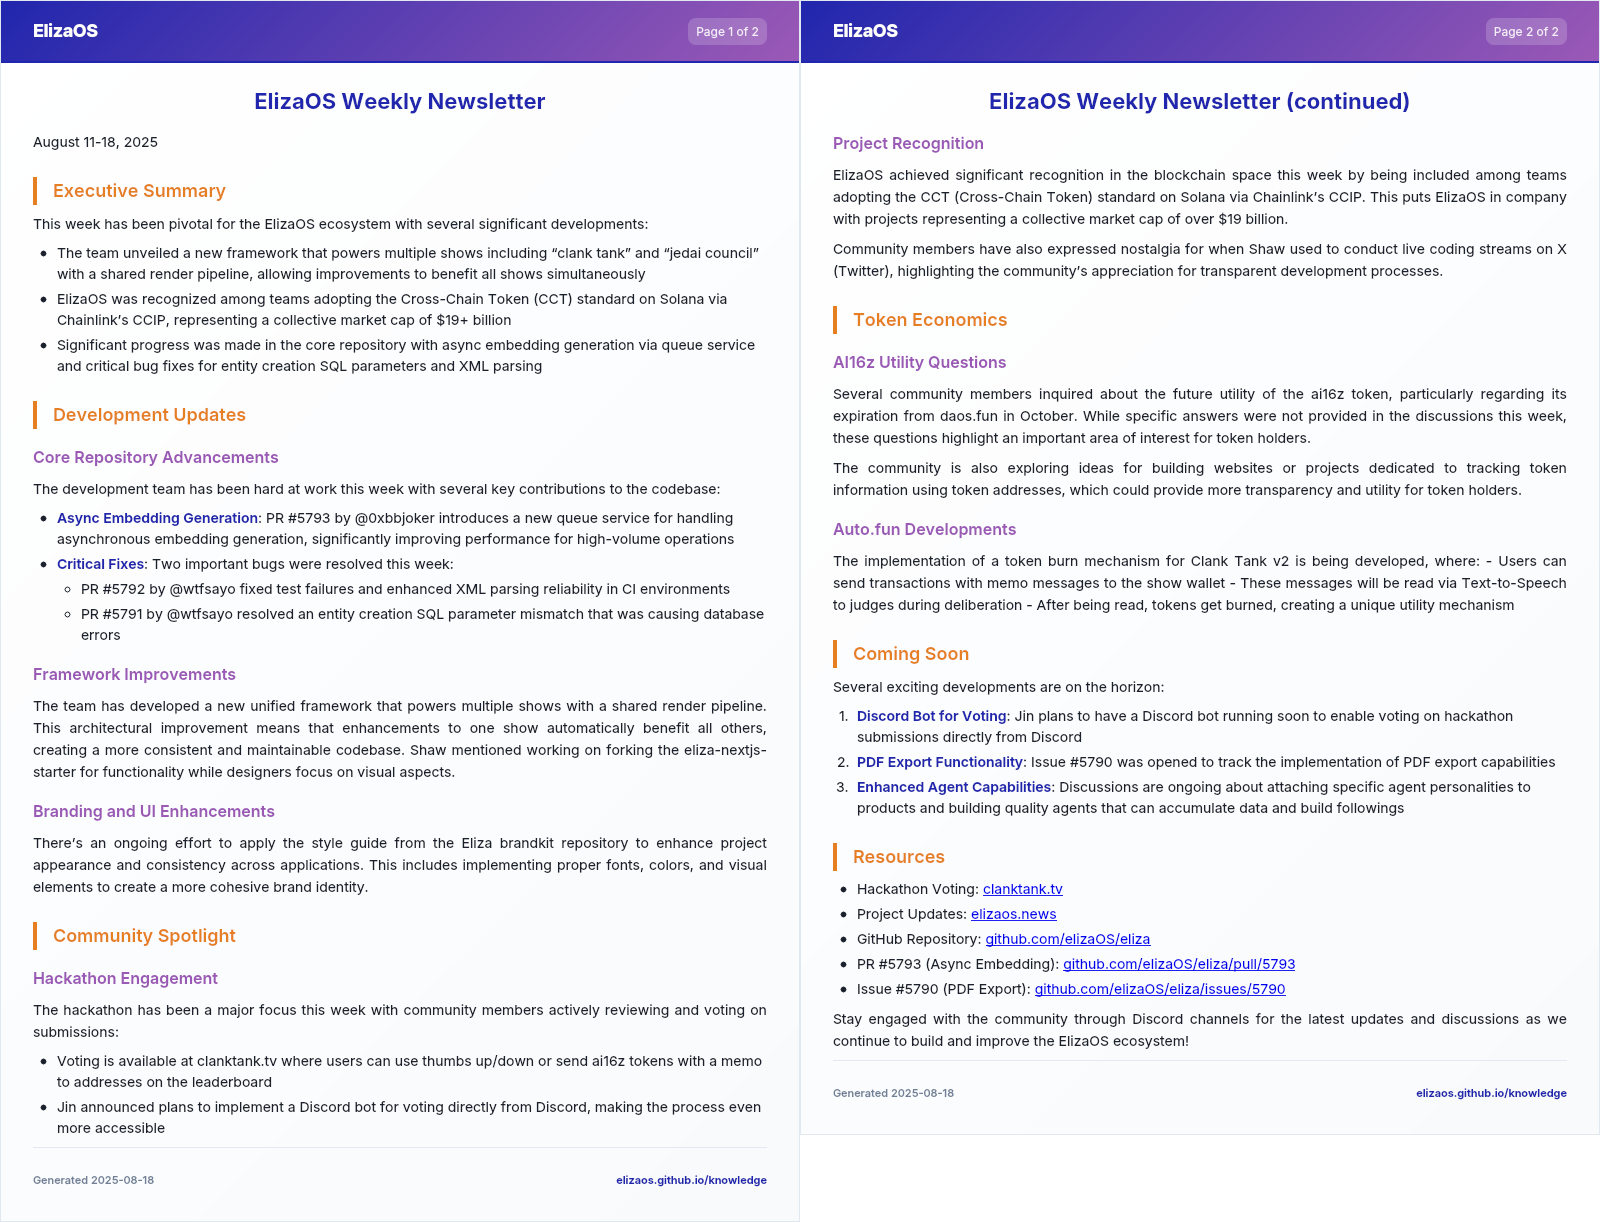 ElizaOS
Page 1 of 2
ElizaOS Weekly Newsletter
August 11-18, 2025
Executive Summary
This week has been pivotal for the ElizaOS ecosystem with several significant developments:
• The team unveiled a new framework that powers multiple shows including “clank tank” and “jedai council”
with a shared render pipeline, allowing improvements to benefit all shows simultaneously
• ElizaOS was recognized among teams adopting the Cross-Chain Token (CCT) standard on Solana via
Chainlink’s CCIP, representing a collective market cap of $19+ billion
• Significant progress was made in the core repository with async embedding generation via queue service
and critical bug fixes for entity creation SQL parameters and XML parsing
Development Updates
Core Repository Advancements
The development team has been hard at work this week with several key contributions to the codebase:
• Async Embedding Generation: PR #5793 by @0xbbjoker introduces a new queue service for handling
asynchronous embedding generation, significantly improving performance for high-volume operations
• Critical Fixes: Two important bugs were resolved this week:
◦ PR #5792 by @wtfsayo fixed test failures and enhanced XML parsing reliability in CI environments
◦ PR #5791 by @wtfsayo resolved an entity creation SQL parameter mismatch that was causing database
errors
Framework Improvements
The team has developed a new unified framework that powers multiple shows with a shared render pipeline.
This architectural improvement means that enhancements to one show automatically benefit all others,
creating a more consistent and maintainable codebase. Shaw mentioned working on forking the eliza-nextjs-
starter for functionality while designers focus on visual aspects.
Branding and UI Enhancements
There’s an ongoing effort to apply the style guide from the Eliza brandkit repository to enhance project
appearance and consistency across applications. This includes implementing proper fonts, colors, and visual
elements to create a more cohesive brand identity.
Community Spotlight
Hackathon Engagement
The hackathon has been a major focus this week with community members actively reviewing and voting on
submissions:
• Voting is available at clanktank.tv where users can use thumbs up/down or send ai16z tokens with a memo
to addresses on the leaderboard
• Jin announced plans to implement a Discord bot for voting directly from Discord, making the process even
more accessible
Generated 2025-08-18
elizaos.github.io/knowledge
ElizaOS
Page 2 of 2
ElizaOS Weekly Newsletter (continued)
Project Recognition
ElizaOS achieved significant recognition in the blockchain space this week by being included among teams
adopting the CCT (Cross-Chain Token) standard on Solana via Chainlink’s CCIP. This puts ElizaOS in company
with projects representing a collective market cap of over $19 billion.
Community members have also expressed nostalgia for when Shaw used to conduct live coding streams on X
(Twitter), highlighting the community’s appreciation for transparent development processes.
Token Economics
AI16z Utility Questions
Several community members inquired about the future utility of the ai16z token, particularly regarding its
expiration from daos.fun in October. While specific answers were not provided in the discussions this week,
these questions highlight an important area of interest for token holders.
The community is also exploring ideas for building websites or projects dedicated to tracking token
information using token addresses, which could provide more transparency and utility for token holders.
Auto.fun Developments
The implementation of a token burn mechanism for Clank Tank v2 is being developed, where: - Users can
send transactions with memo messages to the show wallet - These messages will be read via Text-to-Speech
to judges during deliberation - After being read, tokens get burned, creating a unique utility mechanism
Coming Soon
Several exciting developments are on the horizon:
1. Discord Bot for Voting: Jin plans to have a Discord bot running soon to enable voting on hackathon
submissions directly from Discord
2. PDF Export Functionality: Issue #5790 was opened to track the implementation of PDF export capabilities
3. Enhanced Agent Capabilities: Discussions are ongoing about attaching specific agent personalities to
products and building quality agents that can accumulate data and build followings
Resources
• Hackathon Voting: clanktank.tv
• Project Updates: elizaos.news
• GitHub Repository: github.com/elizaOS/eliza
• PR #5793 (Async Embedding): github.com/elizaOS/eliza/pull/5793
• Issue #5790 (PDF Export): github.com/elizaOS/eliza/issues/5790
Stay engaged with the community through Discord channels for the latest updates and discussions as we
continue to build and improve the ElizaOS ecosystem!
Generated 2025-08-18
elizaos.github.io/knowledge